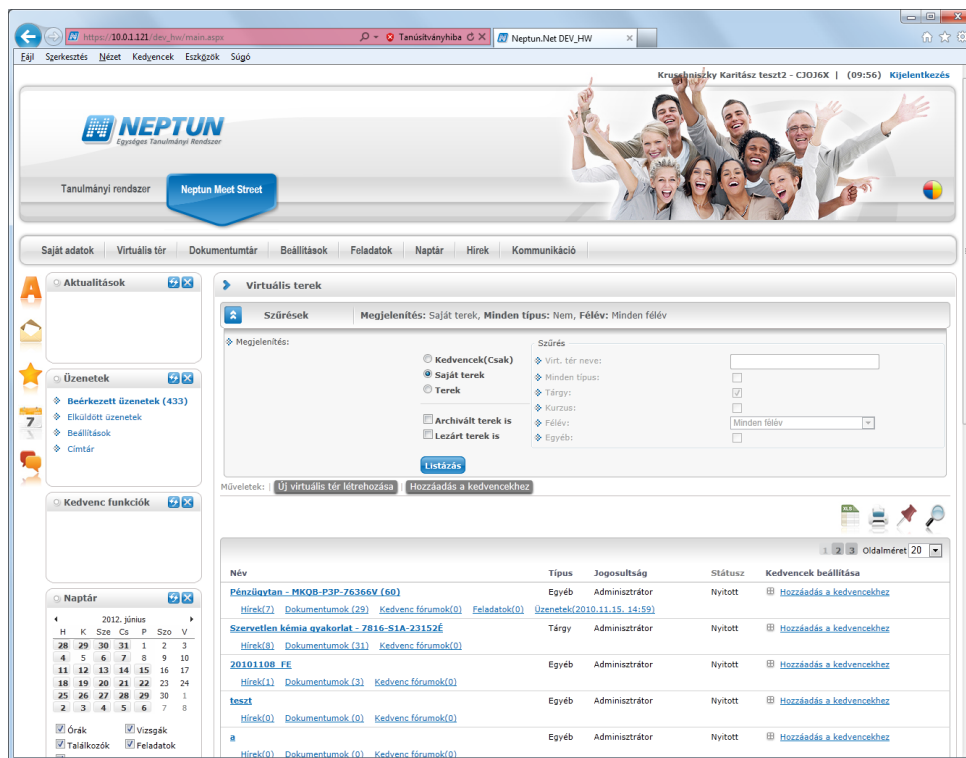 https://10.0.1.121/dev_hw/main.aspx
Tanúsítványhiba
Neptun.Net DEV_HW
Fájl Szerkesztés Nézet Kedvencek Eszközök Súgó
Kruschniszky Karitász teszt2 - CJOJ6X | (09:56) Kijelentkezés
NEPTUN
Egységes Tanulmányi Rendszer
Tanulmányi rendszer Neptun Meet Street
Saját adatok Virtuális tér Dokumentumtár Beállítások Feladatok Naptár Hírek Kommunikáció
Aktualitások
Üzenetek
Beérkezett üzenetek (433)
Elküldött üzenetek
Beállítások
Címtár
7
Kedvenc funkciók
Naptár
2012. június
H K Sze Cs P Szo V
28 29 30 31 1 2 3
4 5 6 7 8 9 10
11 12 13 14 15 16 17
18 19 20 21 22 23 24
25 26 27 28 29 30 1
2 3 4 5 6 7 8
Órák Vizsgák
Találkozók Feladatok
Virtuális terek
Szűrések Megjelenítés: Saját terek, Minden típus: Nem, Félév: Minden félév
Megjelenítés:
Kedvencek(Csak)
Saját terek
Terek
Archivált terek is
Lezárt terek is
Szűrés
Virt. tér neve:
Minden típus:
Tárgy:
Kurzus:
Félév: Minden félév
Egyéb:
Listázás
Műveletek: | Új virtuális tér létrehozása | Hozzáadás a kedvencekhez
XLS
1 2 3 Oldalméret 20
Név Típus Jogosultság Státusz Kedvencek beállítása
Pénzügytan - MKQB-P3P-76366V (60) Egyéb Adminisztrátor Nyitott Hozzáadás a kedvencekhez
Hírek(7) Dokumentumok (29) Kedvenc fórumok(0) Feladatok(0) Üzenetek(2010.11.15. 14:59)
Szervetlen kémia gyakorlat - 7816-S1A-23152É Tárgy Adminisztrátor Nyitott Hozzáadás a kedvencekhez
Hírek(8) Dokumentumok (31) Kedvenc fórumok(0)
20101108_FE Egyéb Adminisztrátor Nyitott Hozzáadás a kedvencekhez
Hírek(1) Dokumentumok (3) Kedvenc fórumok(0)
teszt Egyéb Adminisztrátor Nyitott Hozzáadás a kedvencekhez
Hírek(0) Dokumentumok (0) Kedvenc fórumok(0)
a Egyéb Adminisztrátor Nyitott Hozzáadás a kedvencekhez
Hírek(0) Dokumentumok (0) Kedvenc fórumok(0)